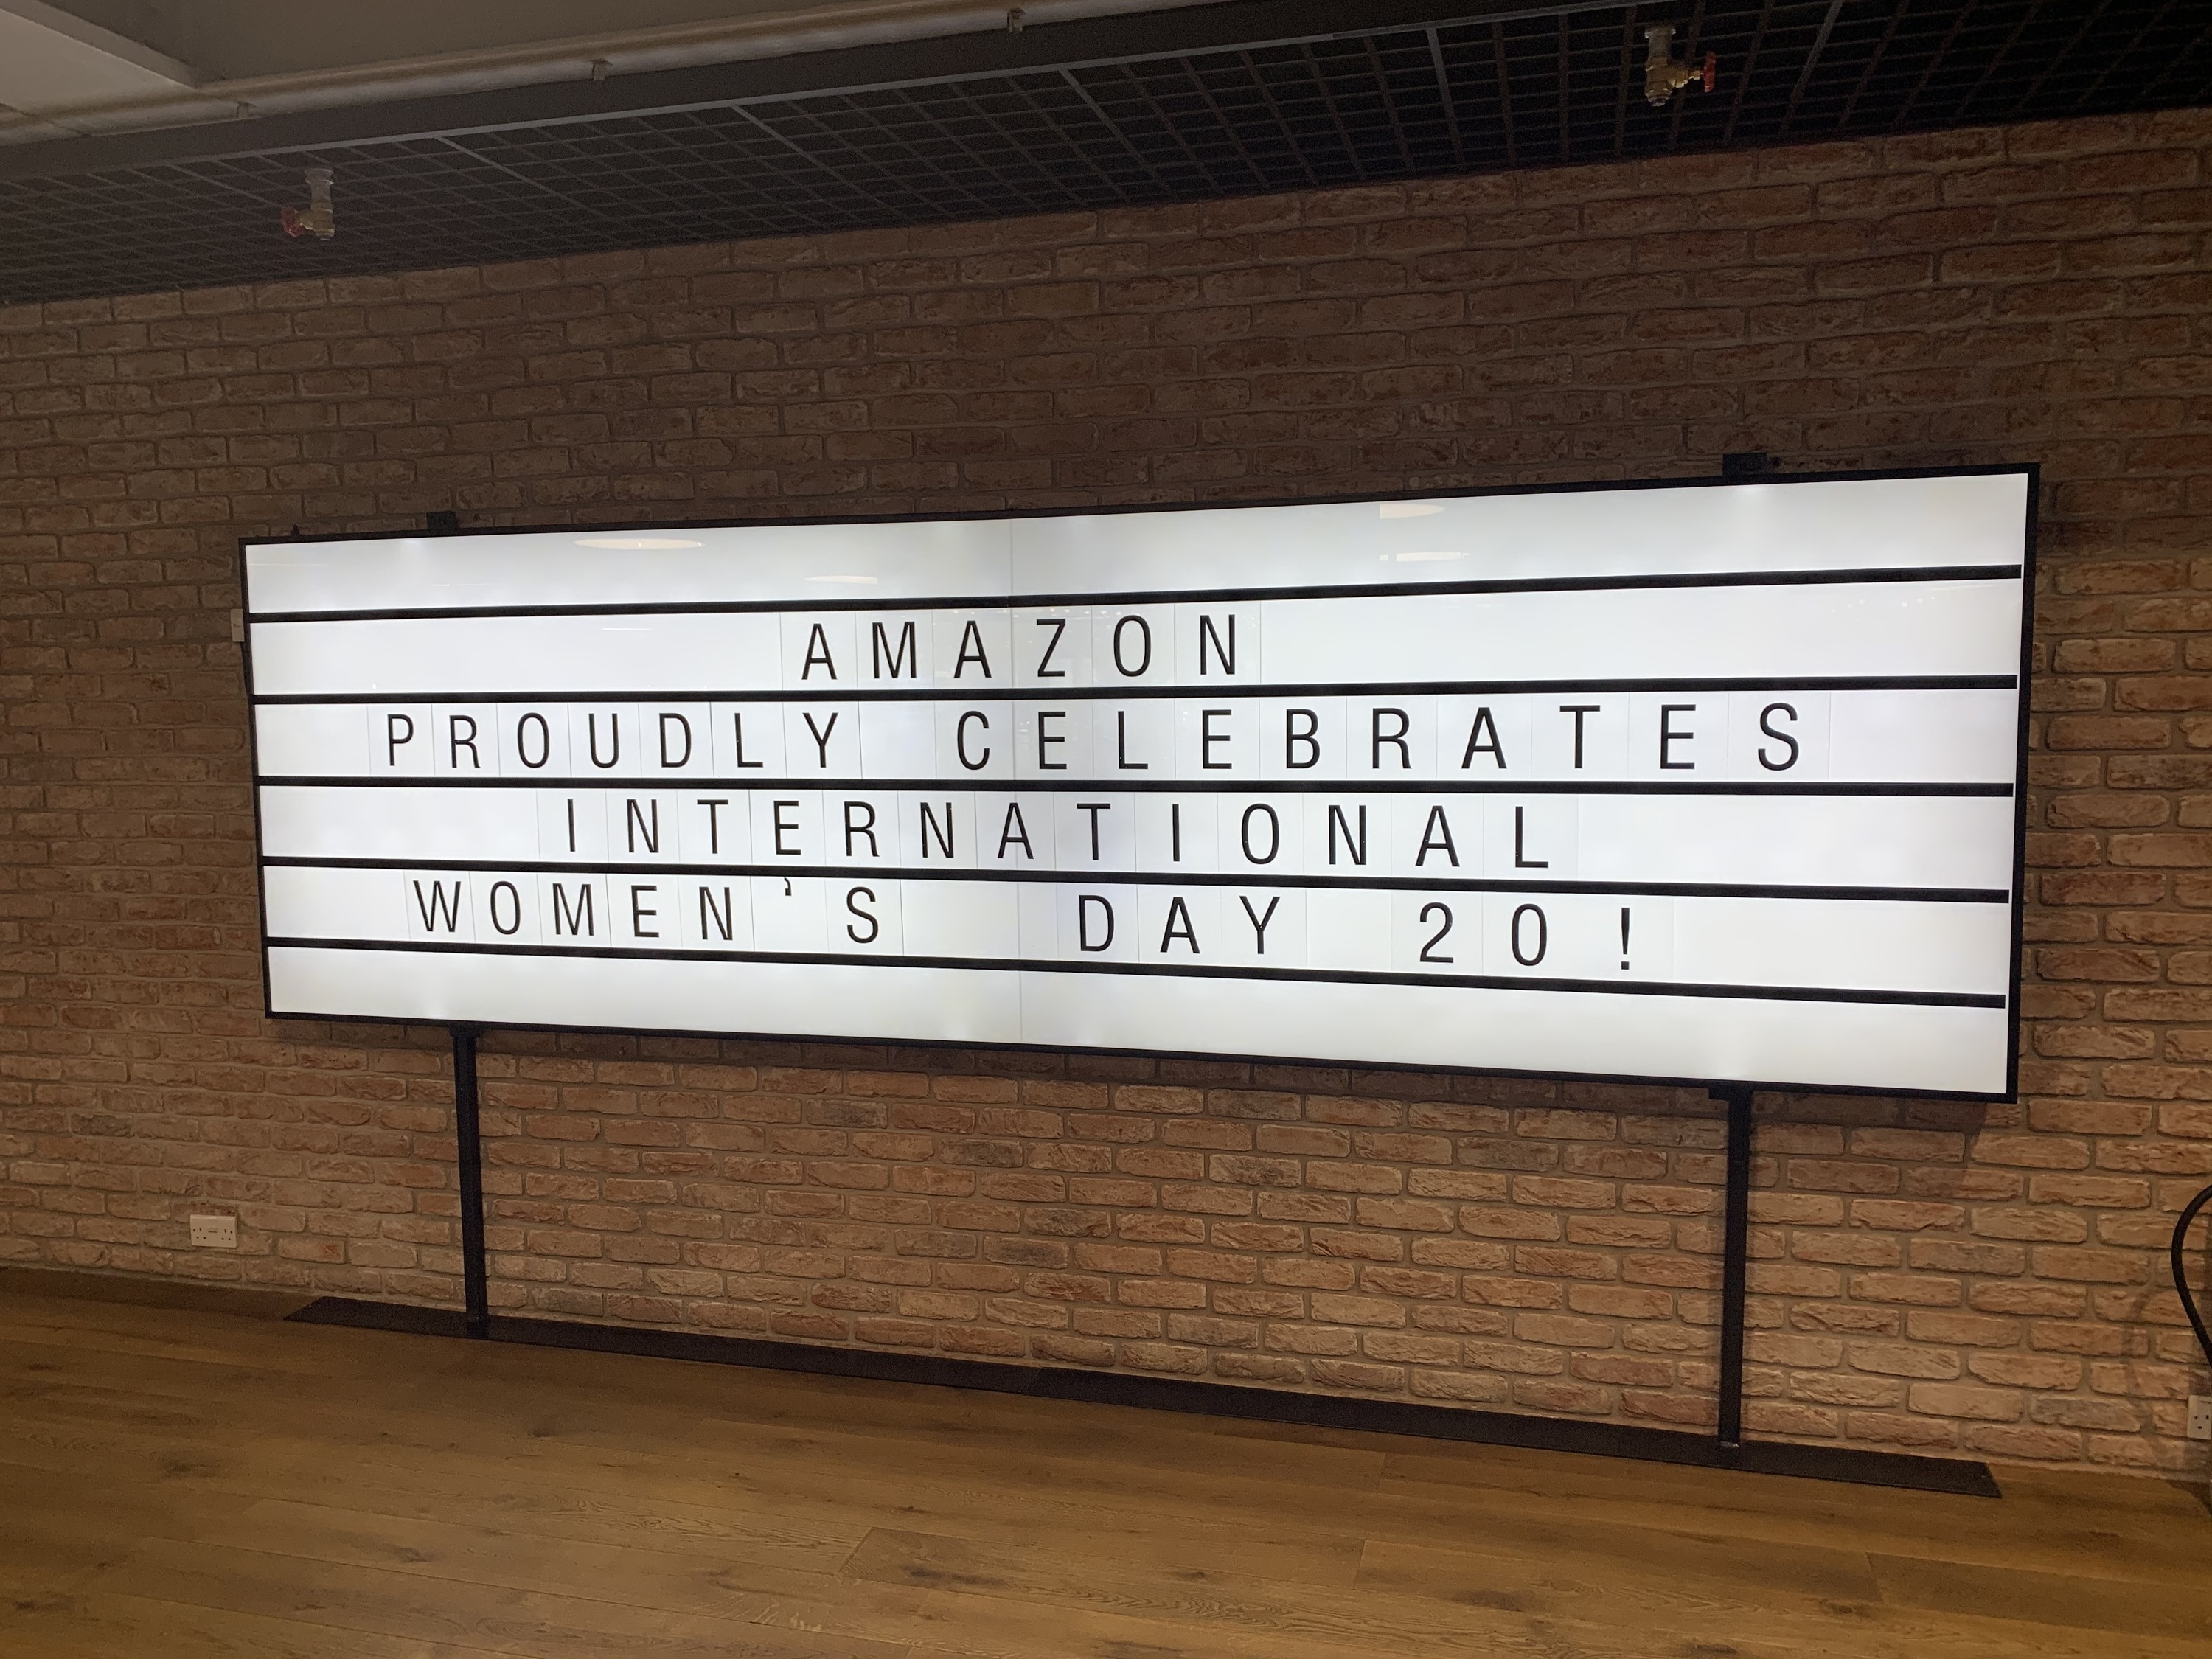 AMAZON
PROUDLY CELEBRATES
INTERNATIONAL
WOMEN'S DAY 20!